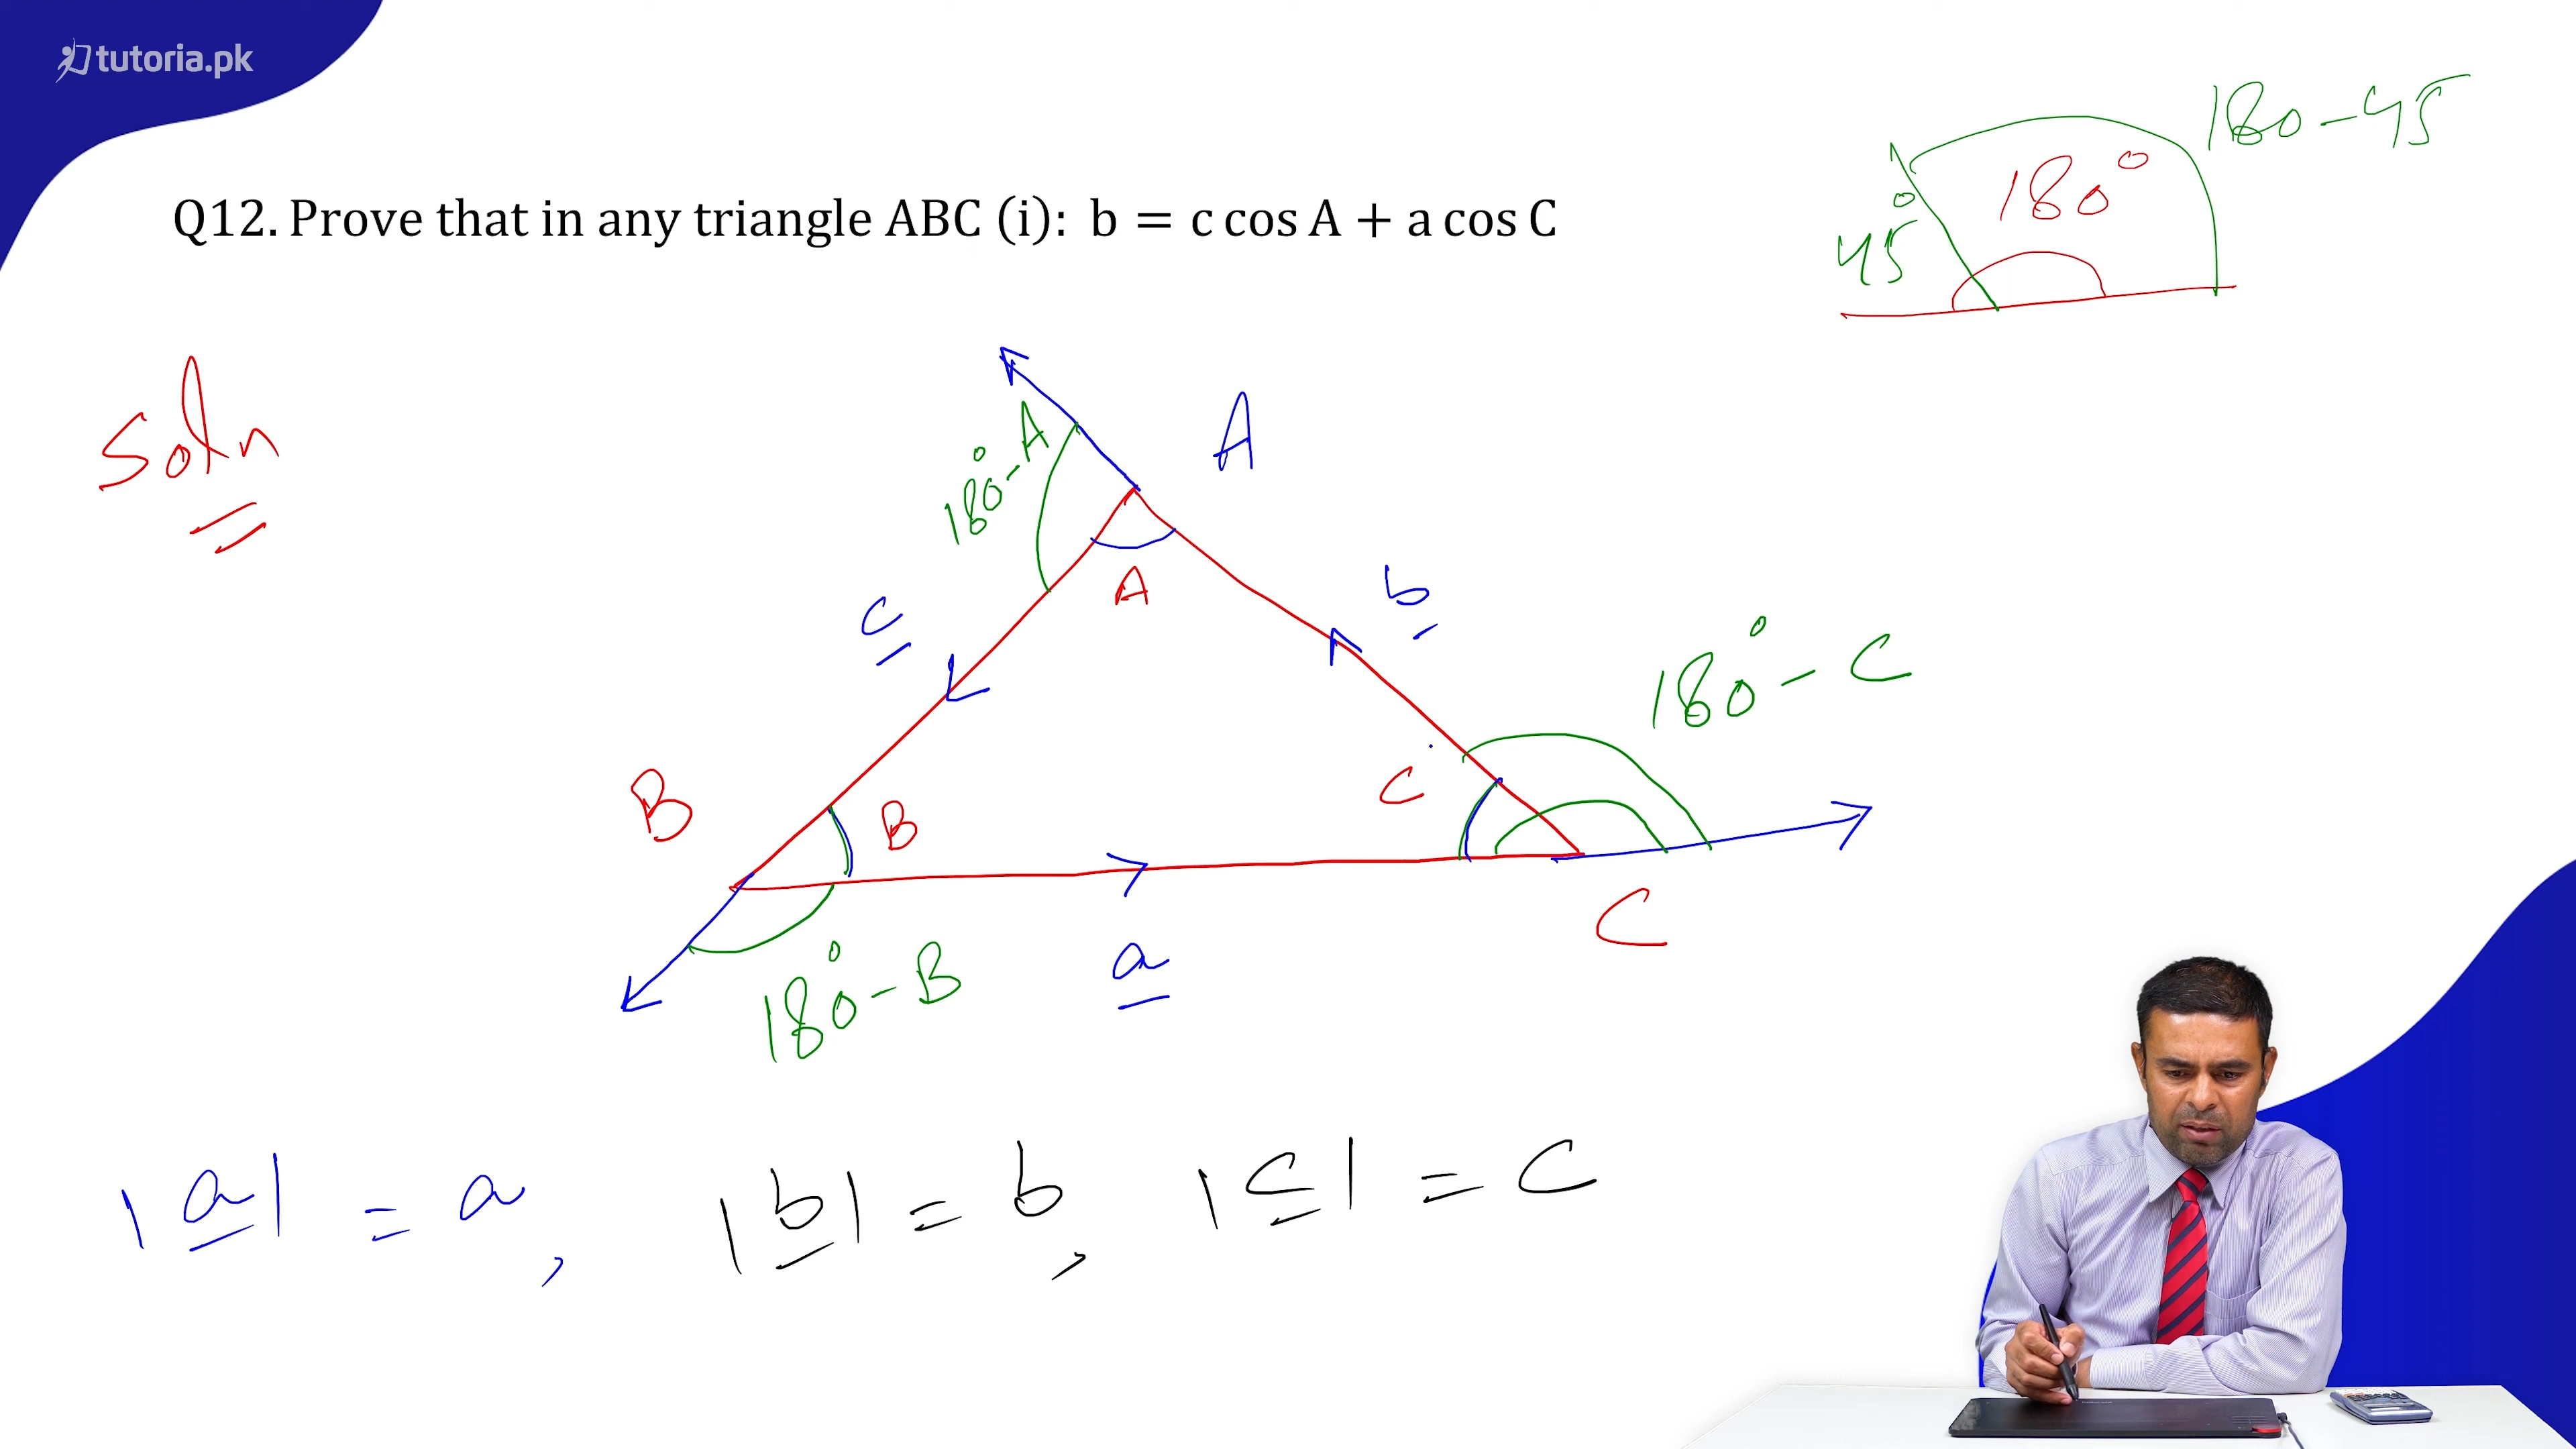 tutoria.pk
180 - 45
180°
45°
Q12. Prove that in any triangle ABC (i): b = c cos A + a cos C
Soln
A
180° - A
A
c
b
180° - C
C
B
B
C
a
180° - B
|a| = a, |b| = b, |c| = c